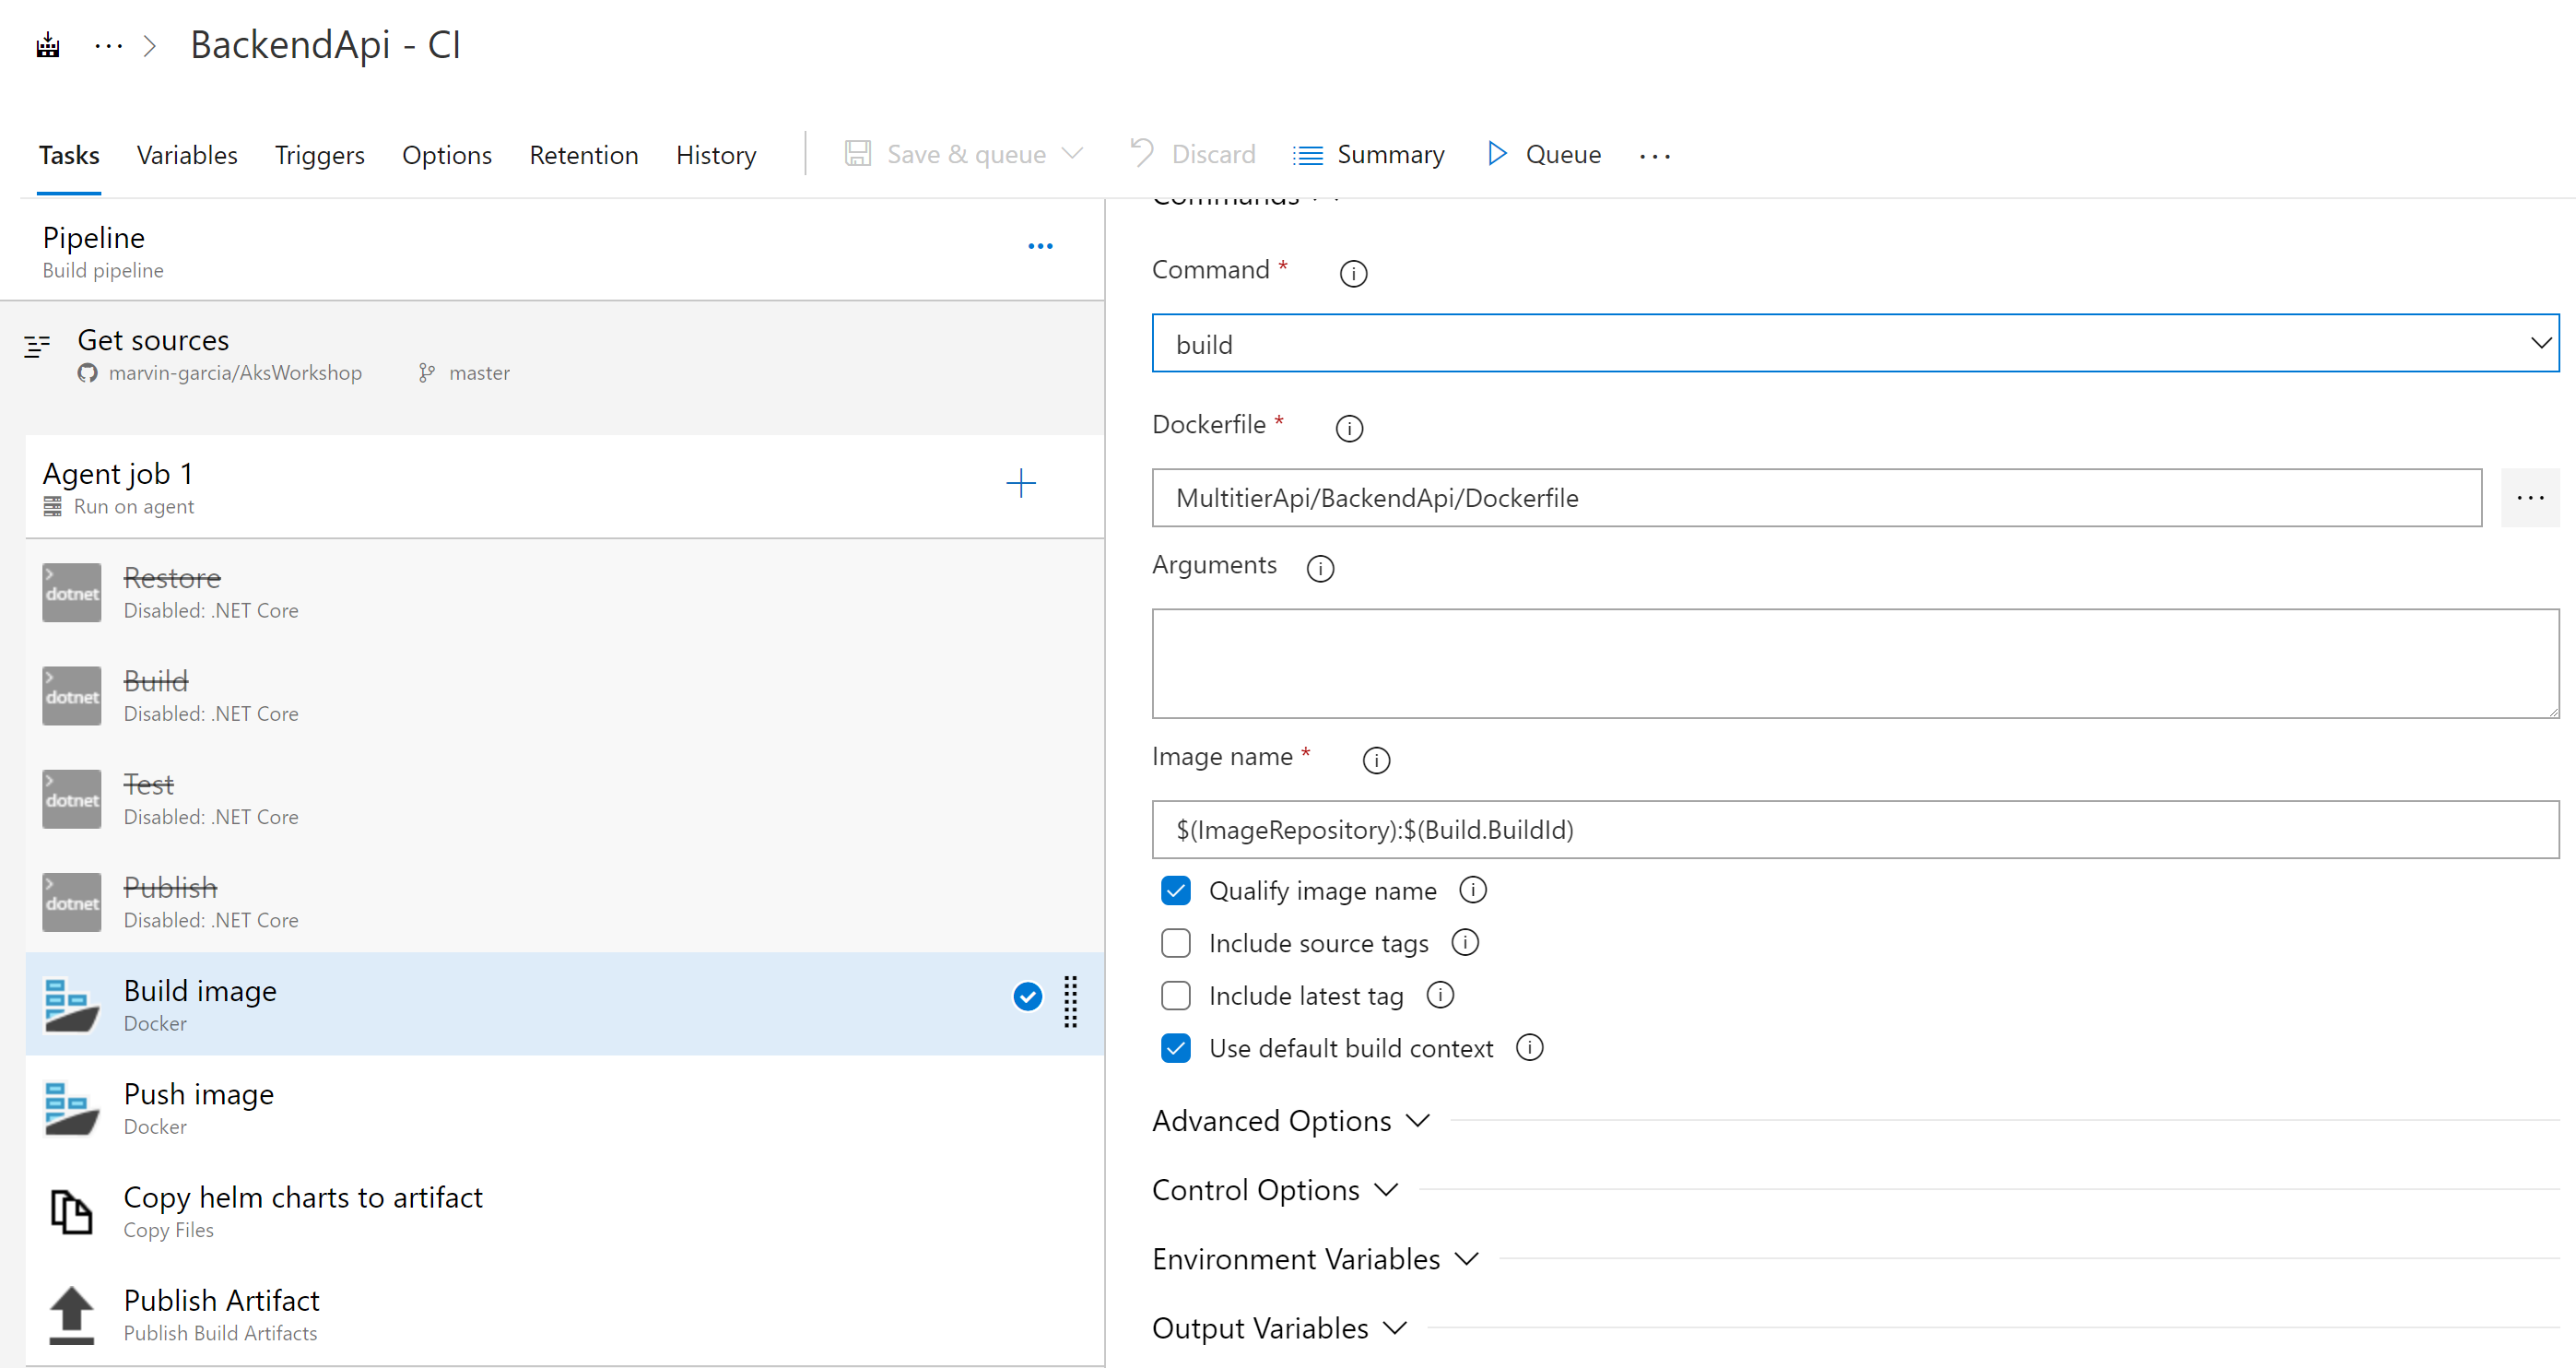 ... > BackendApi - CI
Tasks Variables Triggers Options Retention History Save & queue Discard Summary Queue ...
Pipeline
Build pipeline
Get sources
marvin-garcia/AksWorkshop master
Agent job 1
Run on agent
Restore
Disabled: .NET Core
Build
Disabled: .NET Core
Test
Disabled: .NET Core
Publish
Disabled: .NET Core
Build image
Docker
Push image
Docker
Copy helm charts to artifact
Copy Files
Publish Artifact
Publish Build Artifacts
Commands
Command *
build
Dockerfile *
MultitierApi/BackendApi/Dockerfile
...
Arguments
Image name *
$(ImageRepository):$(Build.BuildId)
Qualify image name
Include source tags
Include latest tag
Use default build context
Advanced Options
Control Options
Environment Variables
Output Variables